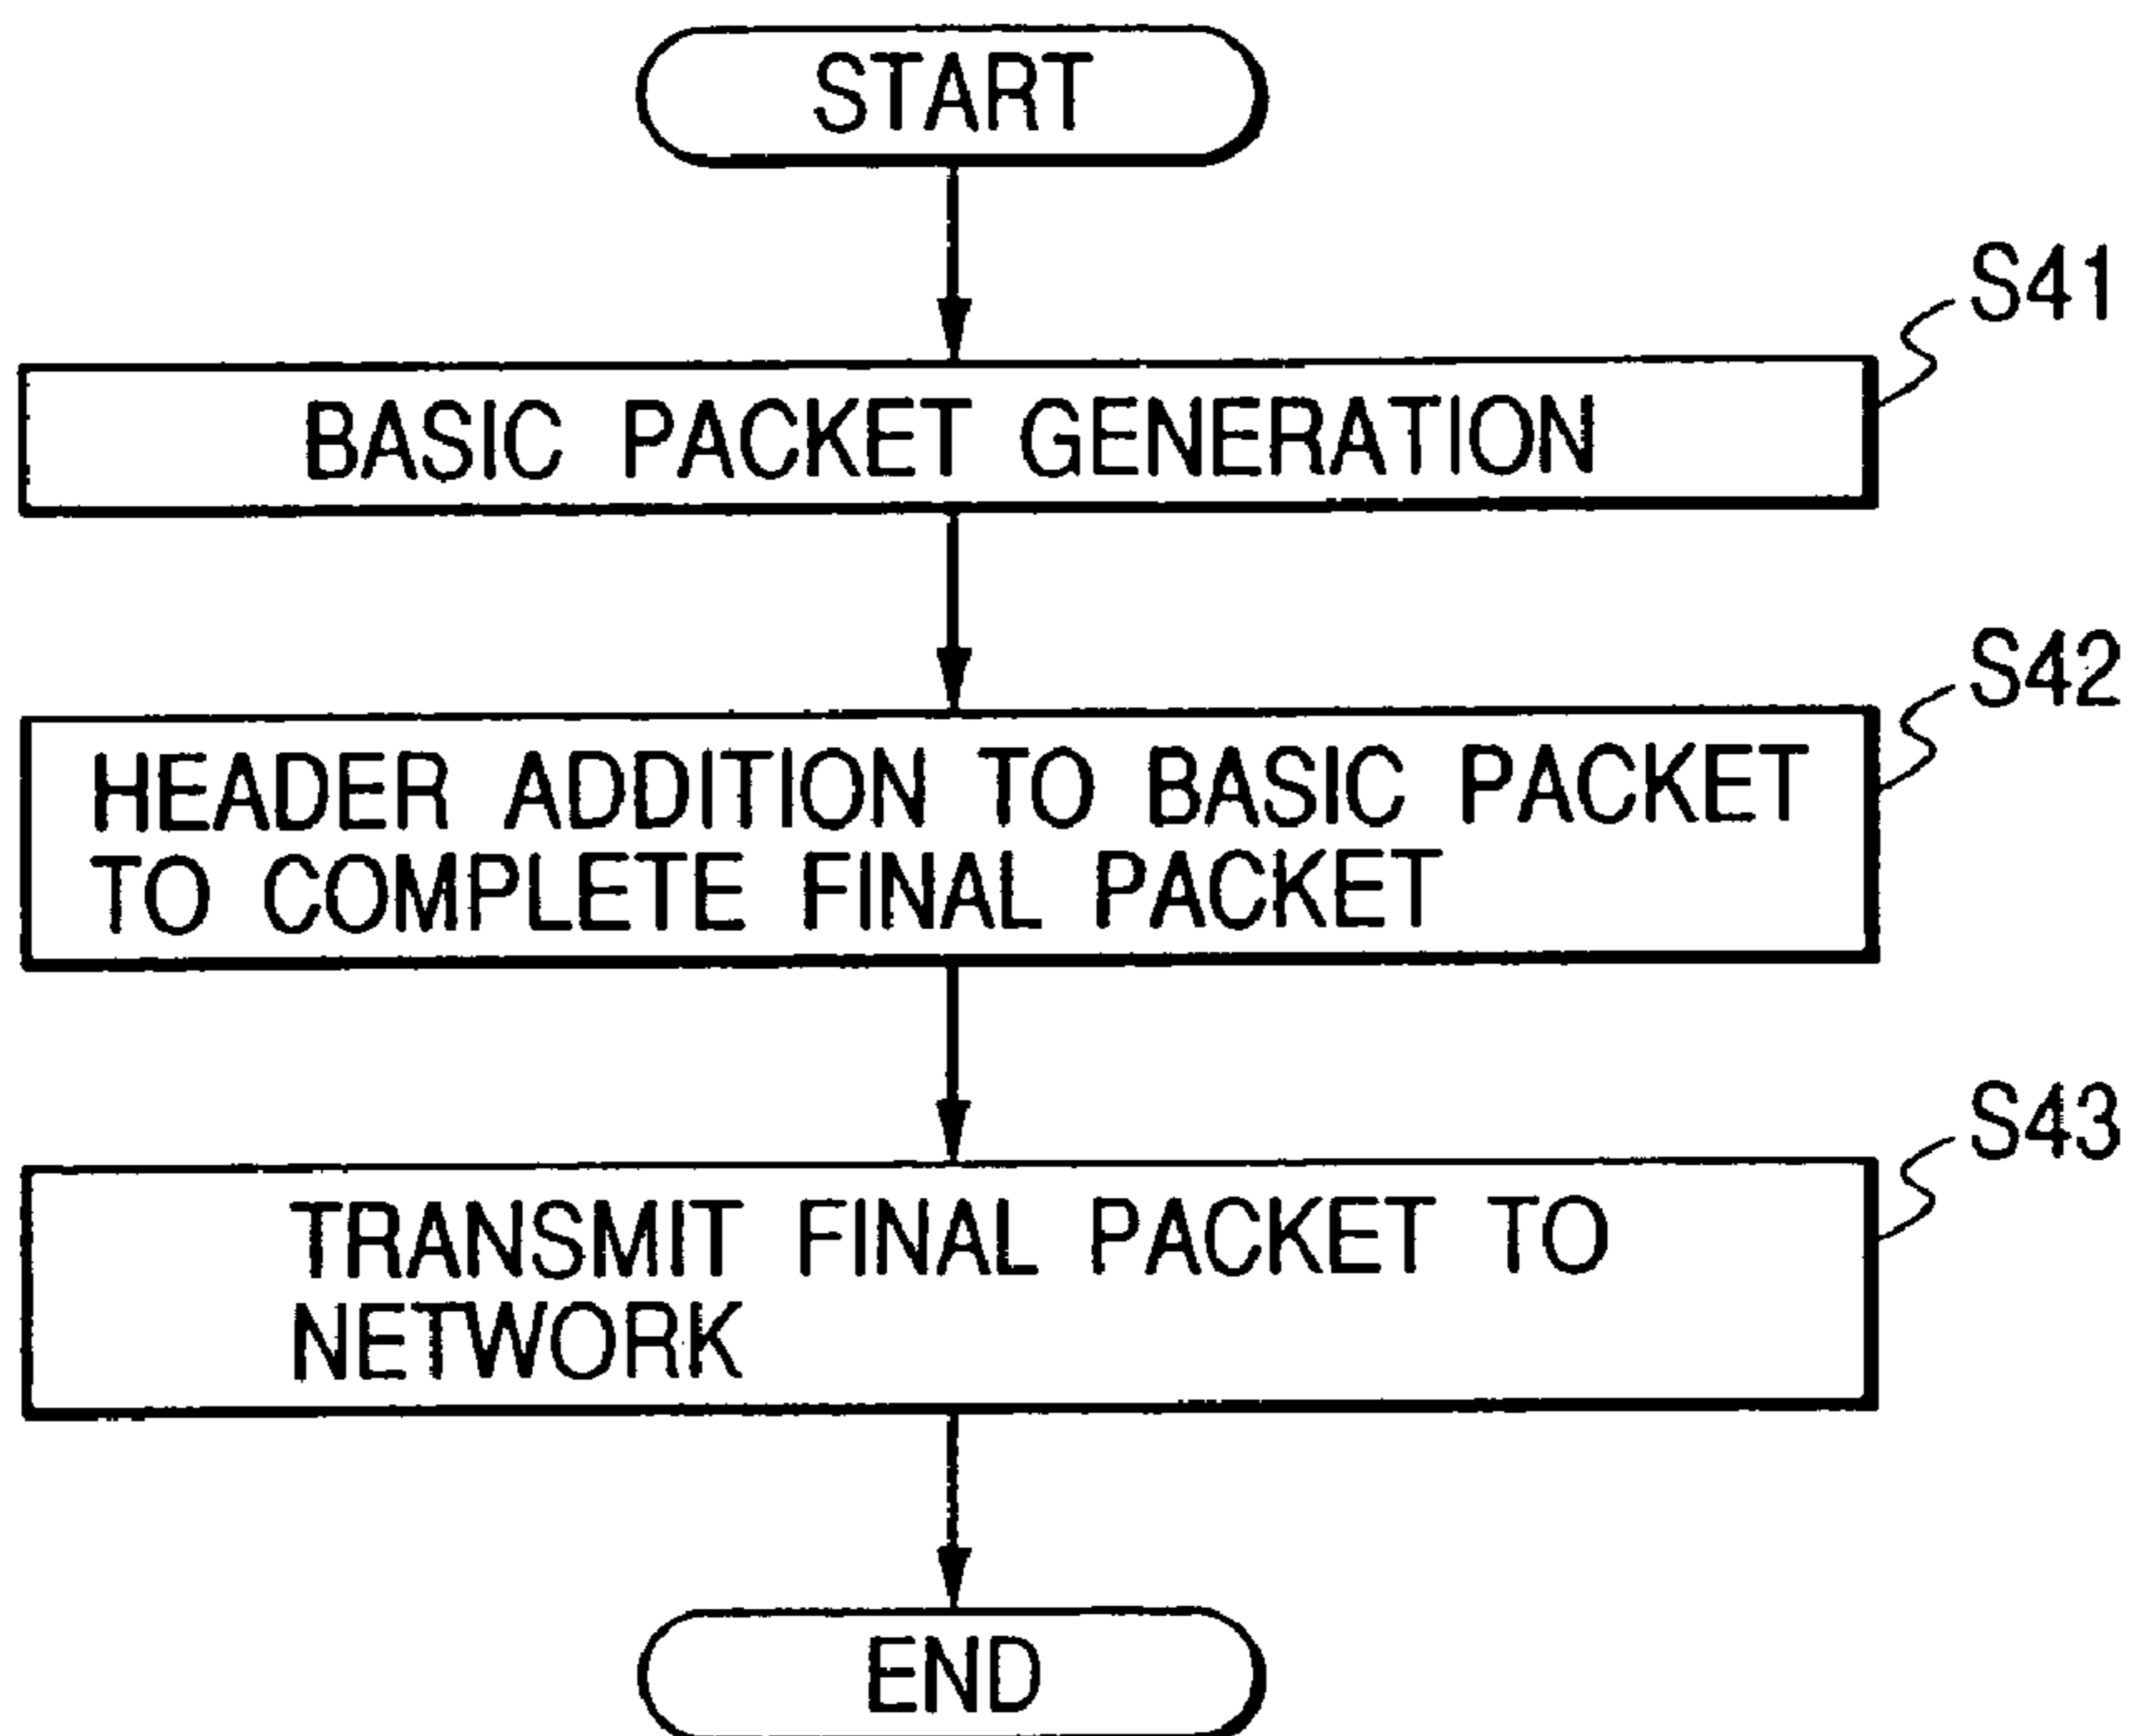 START
S41
BASIC PACKET GENERATION
S42
HEADER ADDITION TO BASIC PACKET
TO COMPLETE FINAL PACKET
S43
TRANSMIT FINAL PACKET TO
NETWORK
END